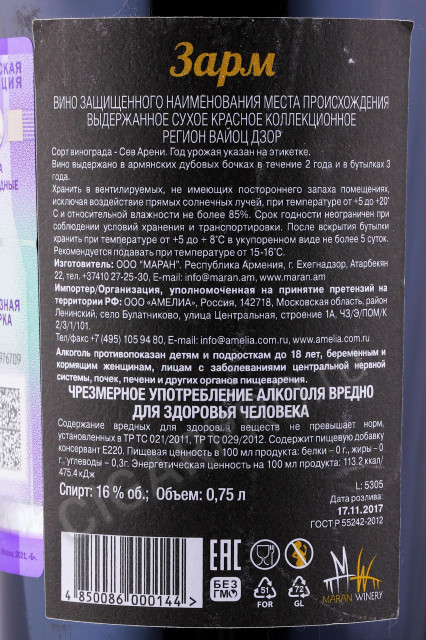 Зарм
ВИНО ЗАЩИЩЕННОГО НАИМЕНОВАНИЯ МЕСТА ПРОИСХОЖДЕНИЯ
ВЫДЕРЖАННОЕ СУХОЕ КРАСНОЕ КОЛЛЕКЦИОННОЕ
РЕГИОН ВАЙОЦ ДЗОР
Сорт винограда - Сев Арени. Год урожая указан на этикетке.
Вино выдержано в армянских дубовых бочках в течение 2 года и в бутылках 3
года.
Хранить в вентилируемых, не имеющих постороннего запаха помещениях,
исключая воздействие прямых солнечных лучей, при температуре от +5 до +20°
С и относительной влажности не более 85%. Срок годности неограничен при
соблюдении условий хранения и транспортировки. После вскрытия бутылки
хранить при температуре от +5 до + 8°С в укупоренном виде не более 5 суток.
Рекомендуется подавать при температуре от 15-16°С.
Изготовитель: ООО "МАРАН". Республика Армения, г. Ехегнадзор, Атарбекян
22, тел. +37410 27-25-30, E-mail: info@maran.am, www.maran.am
Импортер/Организация, уполномоченная на принятие претензий на
территории РФ: ООО «АМЕЛИА», Россия, 142718, Московская область, район
Ленинский, село Булатниково, улица Центральная, строение 1А, ЧЗ/Э/ПОМ/К
2/3/1/101.
Тел/факс +7 (495) 105 94 80, E-mail: info@amelia.com.ru, www.amelia.com.ru
Алкоголь противопоказан детям и подросткам до 18 лет, беременным и
кормящим женщинам, лицам с заболеваниями центральной нервной
системы, почек, печени и других органов пищеварения.
ЧРЕЗМЕРНОЕ УПОТРЕБЛЕНИЕ АЛКОГОЛЯ ВРЕДНО
ДЛЯ ЗДОРОВЬЯ ЧЕЛОВЕКА
Содержание вредных для здоровья веществ не превышает норм,
установленных в ТР ТС 021/2011, ТР ТС 029/2012. Содержит пищевую добавку
консервант Е220. Пищевая ценность в 100 мл продукта: белки – 0 г., жиры – 0
г., углеводы – 0,3г. Энергетическая ценность на 100 мл продукта: 113.2 ккал/
475.4 кДж
Спирт: 16 % об.; Объем: 0,75 л
L: 5305
Дата розлива:
17.11.2017
ГОСТ Р 55242-2012
4 850086 000144
EAC
БЕЗ
ГМО
51
FOR
72
GL
MW
MARAN WINERY
СКАЯ
ЦИЯ
976709